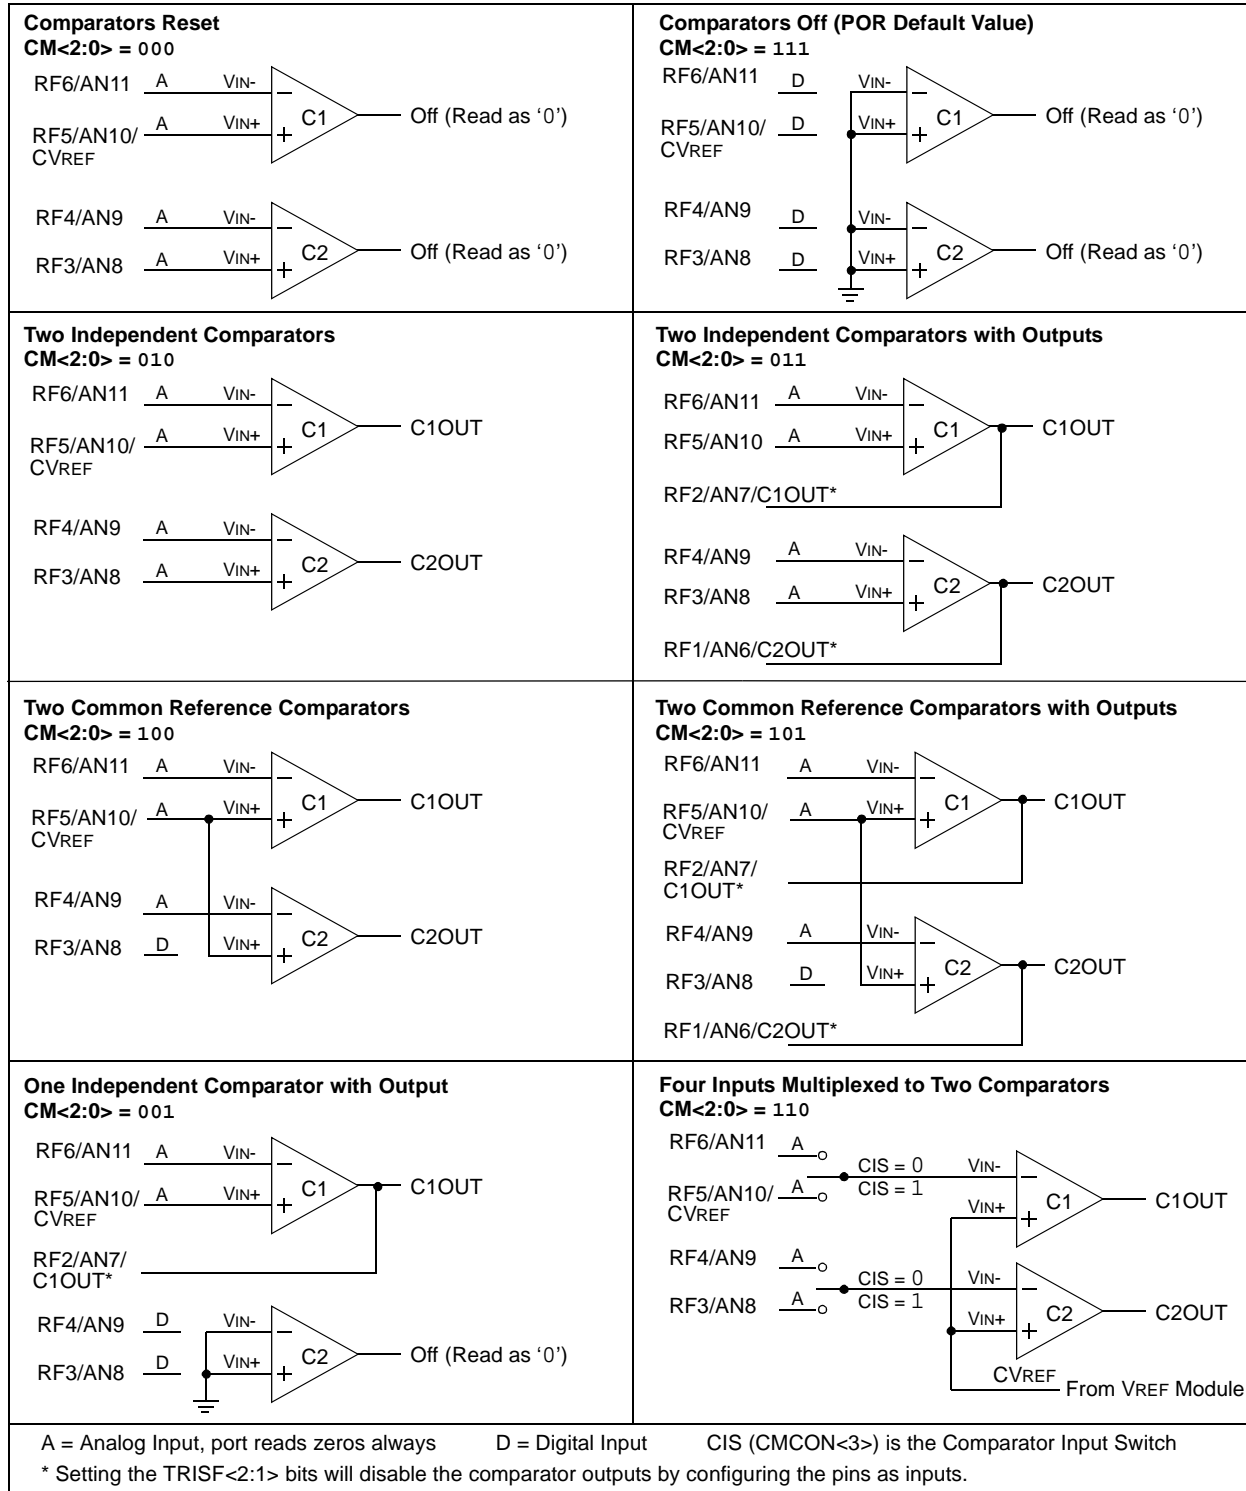 Comparators Reset
CM<2:0> = 000
RF6/AN11 A VIN-
C1 Off (Read as ‘0’)
RF5/AN10/ A VIN+
CVREF
RF4/AN9 A VIN-
C2 Off (Read as ‘0’)
RF3/AN8 A VIN+
Comparators Off (POR Default Value)
CM<2:0> = 111
RF6/AN11 D VIN-
C1 Off (Read as ‘0’)
RF5/AN10/ D VIN+
CVREF
RF4/AN9 D VIN-
C2 Off (Read as ‘0’)
RF3/AN8 D VIN+
Two Independent Comparators
CM<2:0> = 010
RF6/AN11 A VIN-
C1 C1OUT
RF5/AN10/ A VIN+
CVREF
RF4/AN9 A VIN-
C2 C2OUT
RF3/AN8 A VIN+
Two Independent Comparators with Outputs
CM<2:0> = 011
RF6/AN11 A VIN-
C1 C1OUT
RF5/AN10 A VIN+
RF2/AN7/C1OUT*
RF4/AN9 A VIN-
C2 C2OUT
RF3/AN8 A VIN+
RF1/AN6/C2OUT*
Two Common Reference Comparators
CM<2:0> = 100
RF6/AN11 A VIN-
C1 C1OUT
RF5/AN10/ A VIN+
CVREF
RF4/AN9 A VIN-
C2 C2OUT
RF3/AN8 D VIN+
Two Common Reference Comparators with Outputs
CM<2:0> = 101
RF6/AN11 A VIN-
C1 C1OUT
RF5/AN10/ A VIN+
CVREF
RF2/AN7/
C1OUT*
RF4/AN9 A VIN-
C2 C2OUT
RF3/AN8 D VIN+
RF1/AN6/C2OUT*
One Independent Comparator with Output
CM<2:0> = 001
RF6/AN11 A VIN-
C1 C1OUT
RF5/AN10/ A VIN+
CVREF
RF2/AN7/
C1OUT*
RF4/AN9 D VIN-
C2 Off (Read as ‘0’)
RF3/AN8 D VIN+
Four Inputs Multiplexed to Two Comparators
CM<2:0> = 110
RF6/AN11 A
CIS = 0 VIN-
RF5/AN10/ A CIS = 1
CVREF
VIN+ C1 C1OUT
RF4/AN9 A
CIS = 0 VIN-
RF3/AN8 A CIS = 1
VIN+ C2 C2OUT
CVREF
From VREF Module
A = Analog Input, port reads zeros always D = Digital Input CIS (CMCON<3>) is the Comparator Input Switch
* Setting the TRISF<2:1> bits will disable the comparator outputs by configuring the pins as inputs.